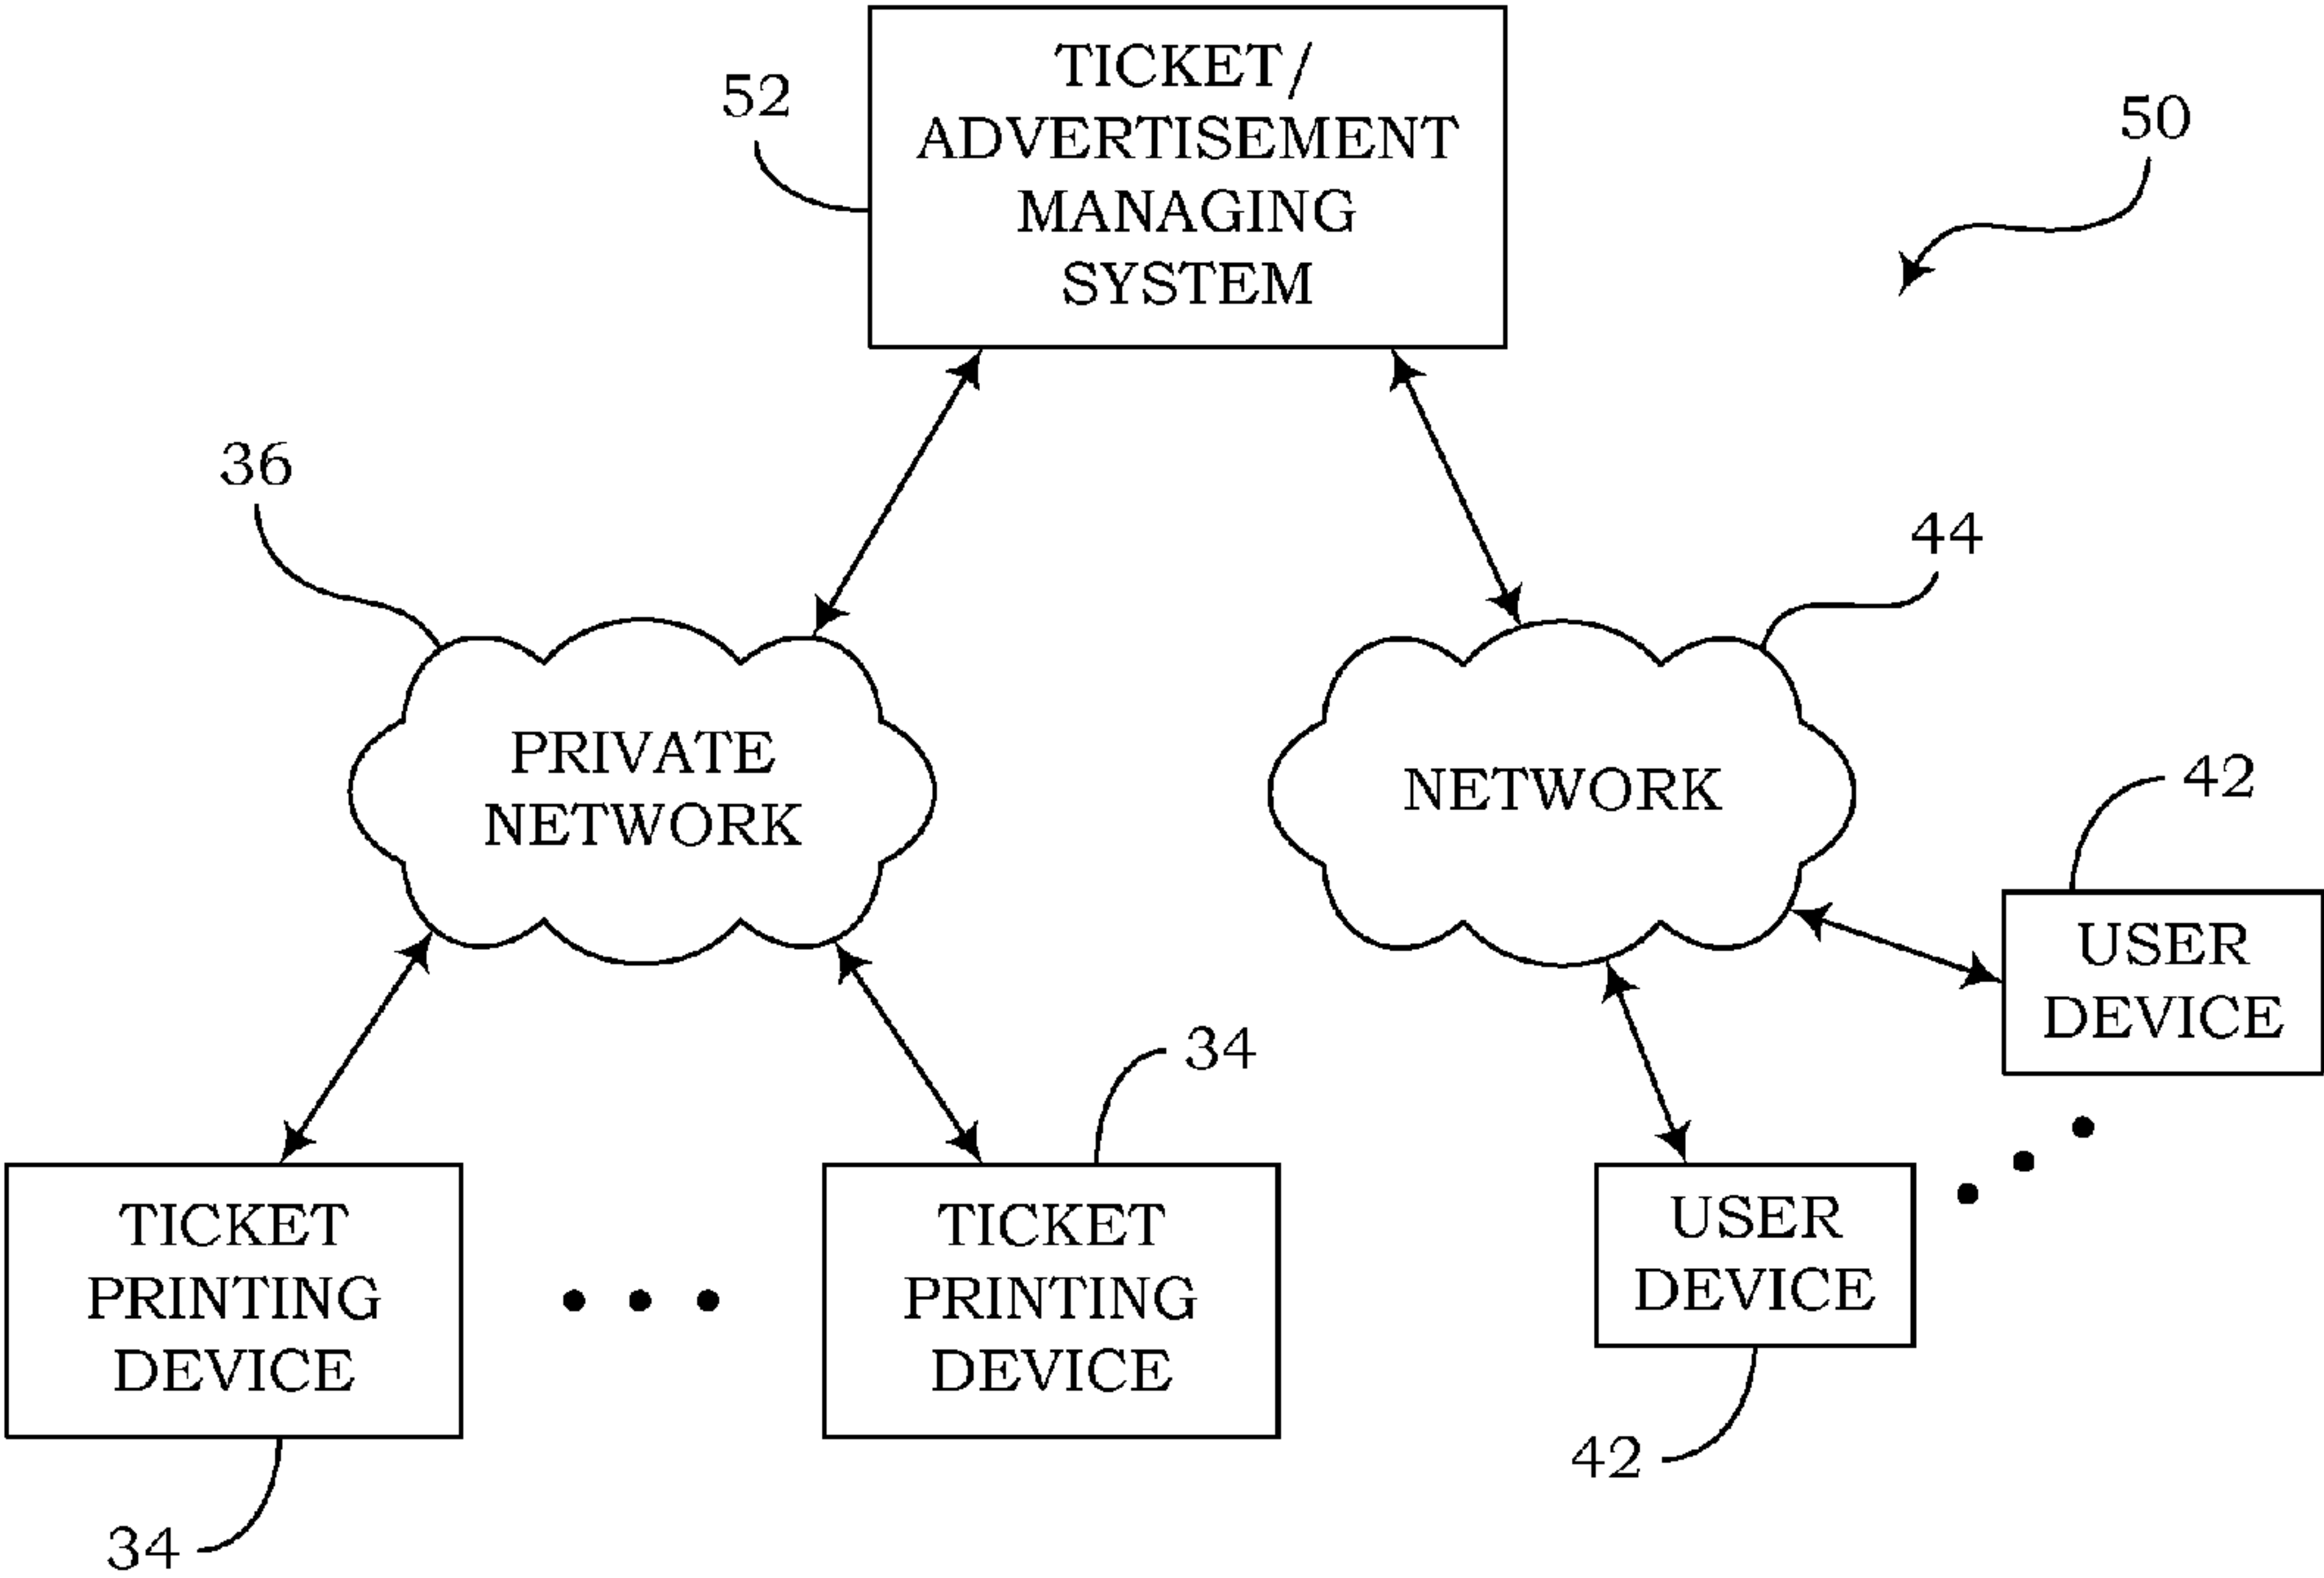 TICKET/
ADVERTISEMENT
MANAGING
SYSTEM
52
50
36
44
PRIVATE
NETWORK
NETWORK
42
USER
DEVICE
34
TICKET
PRINTING
DEVICE
TICKET
PRINTING
DEVICE
USER
DEVICE
42
34